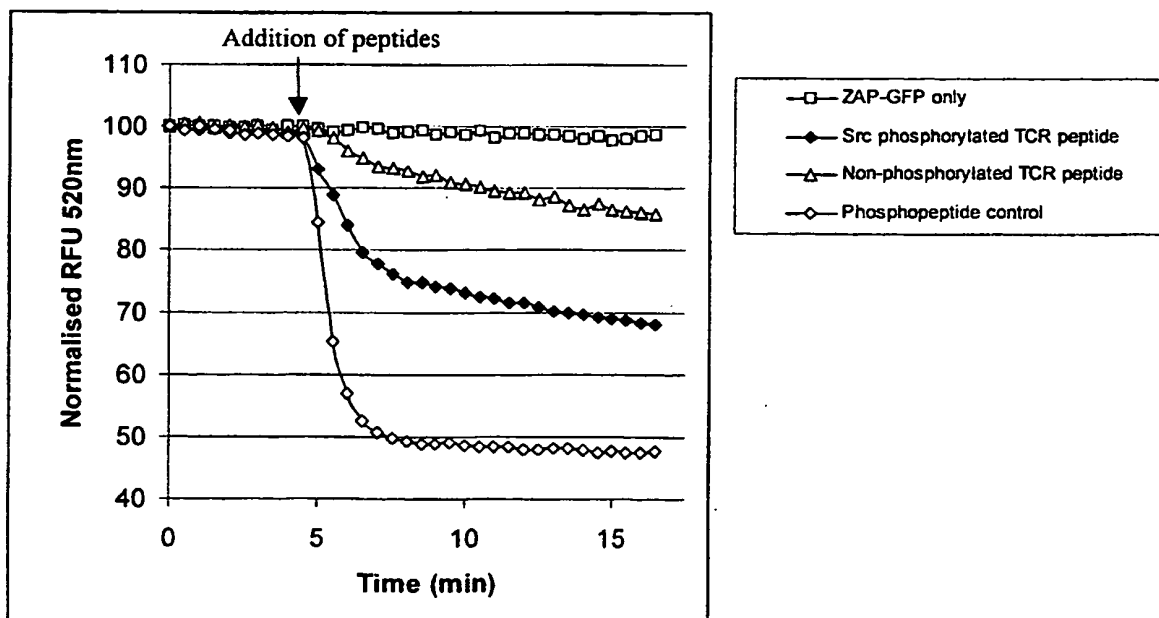 Addition of peptides
110
100
90
80
70
60
50
40
Normalised RFU 520nm
0
5
10
15
Time (min)
ZAP-GFP only
Src phosphorylated TCR peptide
Non-phosphorylated TCR peptide
Phosphopeptide control